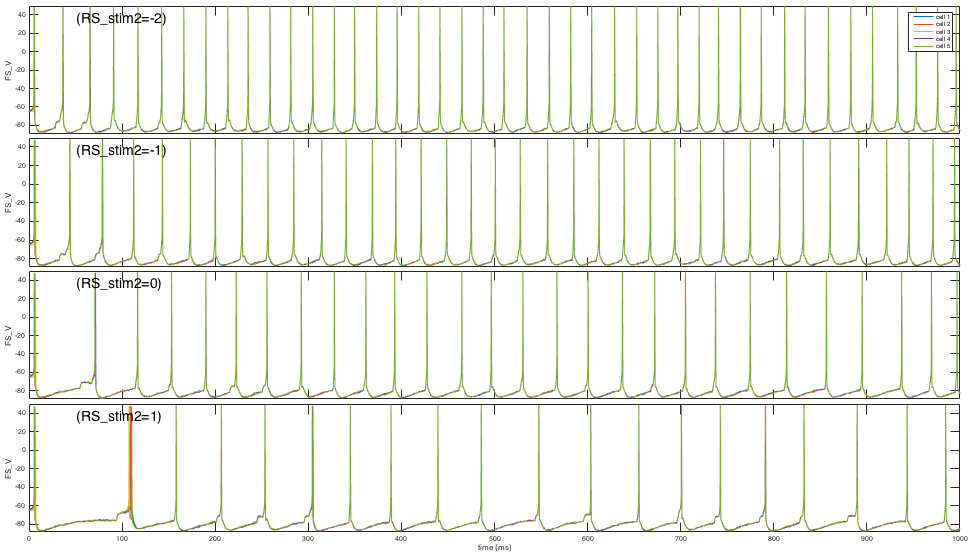 (RS_stim2=-2)
cell 1
cell 2
cell 3
cell 4
cell 5
40
20
0
-20
-40
-60
-80
FS_V
(RS_stim2=-1)
40
20
0
-20
-40
-60
-80
FS_V
(RS_stim2=0)
40
20
0
-20
-40
-60
-80
FS_V
(RS_stim2=1)
40
20
0
-20
-40
-60
-80
FS_V
0 100 200 300 400 500 600 700 800 900 1000
time (ms)